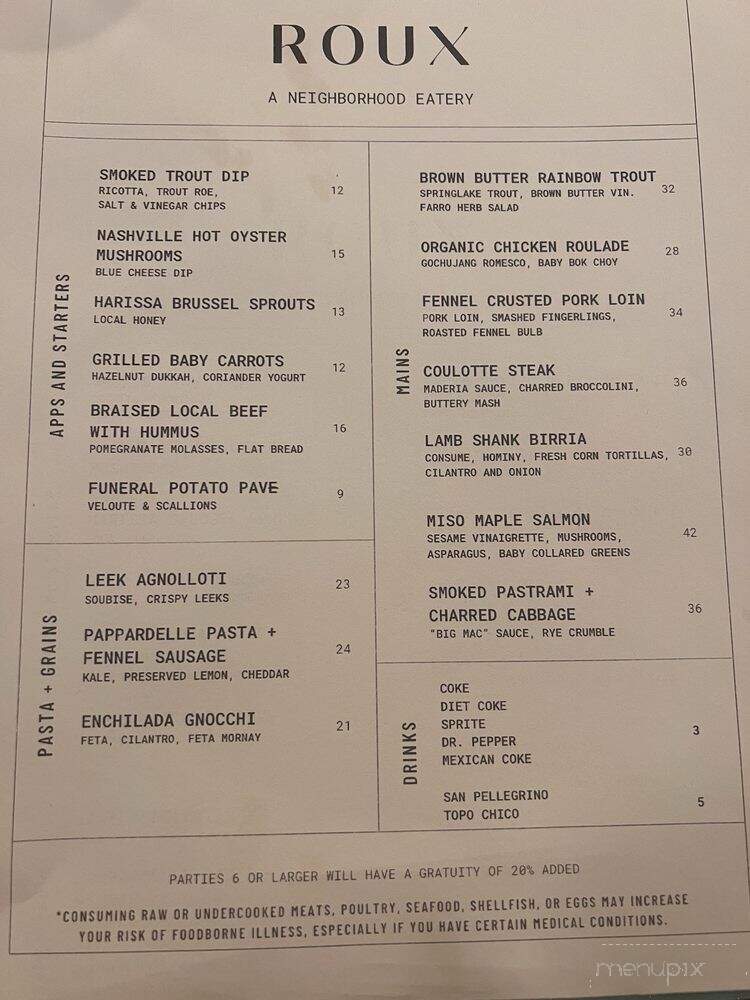 ROUX
A NEIGHBORHOOD EATERY
APPS AND STARTERS
SMOKED TROUT DIP
RICOTTA, TROUT ROE, 12
SALT & VINEGAR CHIPS
NASHVILLE HOT OYSTER
MUSHROOMS 15
BLUE CHEESE DIP
HARISSA BRUSSEL SPROUTS 13
LOCAL HONEY
GRILLED BABY CARROTS 12
HAZELNUT DUKKAH, CORIANDER YOGURT
BRAISED LOCAL BEEF
WITH HUMMUS 16
POMEGRANATE MOLASSES, FLAT BREAD
FUNERAL POTATO PAVE 9
VELOUTE & SCALLIONS
PASTA + GRAINS
LEEK AGNOLLOTI 23
SOUBISE, CRISPY LEEKS
PAPPARDELLE PASTA +
FENNEL SAUSAGE 24
KALE, PRESERVED LEMON, CHEDDAR
ENCHILADA GNOCCHI 21
FETA, CILANTRO, FETA MORNAY
MAINS
BROWN BUTTER RAINBOW TROUT 32
SPRINGLAKE TROUT, BROWN BUTTER VIN.
FARRO HERB SALAD
ORGANIC CHICKEN ROULADE 28
GOCHUJANG ROMESCO, BABY BOK CHOY
FENNEL CRUSTED PORK LOIN 34
PORK LOIN, SMASHED FINGERLINGS,
ROASTED FENNEL BULB
COULOTTE STEAK 36
MADERIA SAUCE, CHARRED BROCCOLINI,
BUTTERY MASH
LAMB SHANK BIRRIA
CONSUME, HOMINY, FRESH CORN TORTILLAS, 30
CILANTRO AND ONION
MISO MAPLE SALMON 42
SESAME VINAIGRETTE, MUSHROOMS,
ASPARAGUS, BABY COLLARED GREENS
SMOKED PASTRAMI +
CHARRED CABBAGE 36
"BIG MAC" SAUCE, RYE CRUMBLE
DRINKS
COKE
DIET COKE
SPRITE 3
DR. PEPPER
MEXICAN COKE
SAN PELLEGRINO 5
TOPO CHICO
PARTIES 6 OR LARGER WILL HAVE A GRATUITY OF 20% ADDED
*CONSUMING RAW OR UNDERCOOKED MEATS, POULTRY, SEAFOOD, SHELLFISH, OR EGGS MAY INCREASE
YOUR RISK OF FOODBORNE ILLNESS, ESPECIALLY IF YOU HAVE CERTAIN MEDICAL CONDITIONS.
menupix